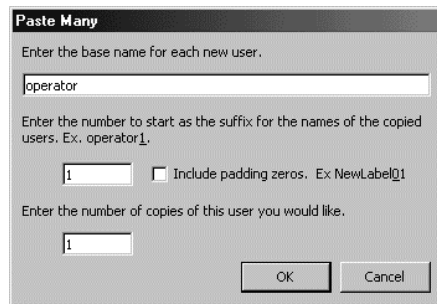 Paste Many
Enter the base name for each new user.
operator
Enter the number to start as the suffix for the names of the copied
users. Ex. operator1.
1
Include padding zeros. Ex NewLabel01
Enter the number of copies of this user you would like.
1
OK
Cancel